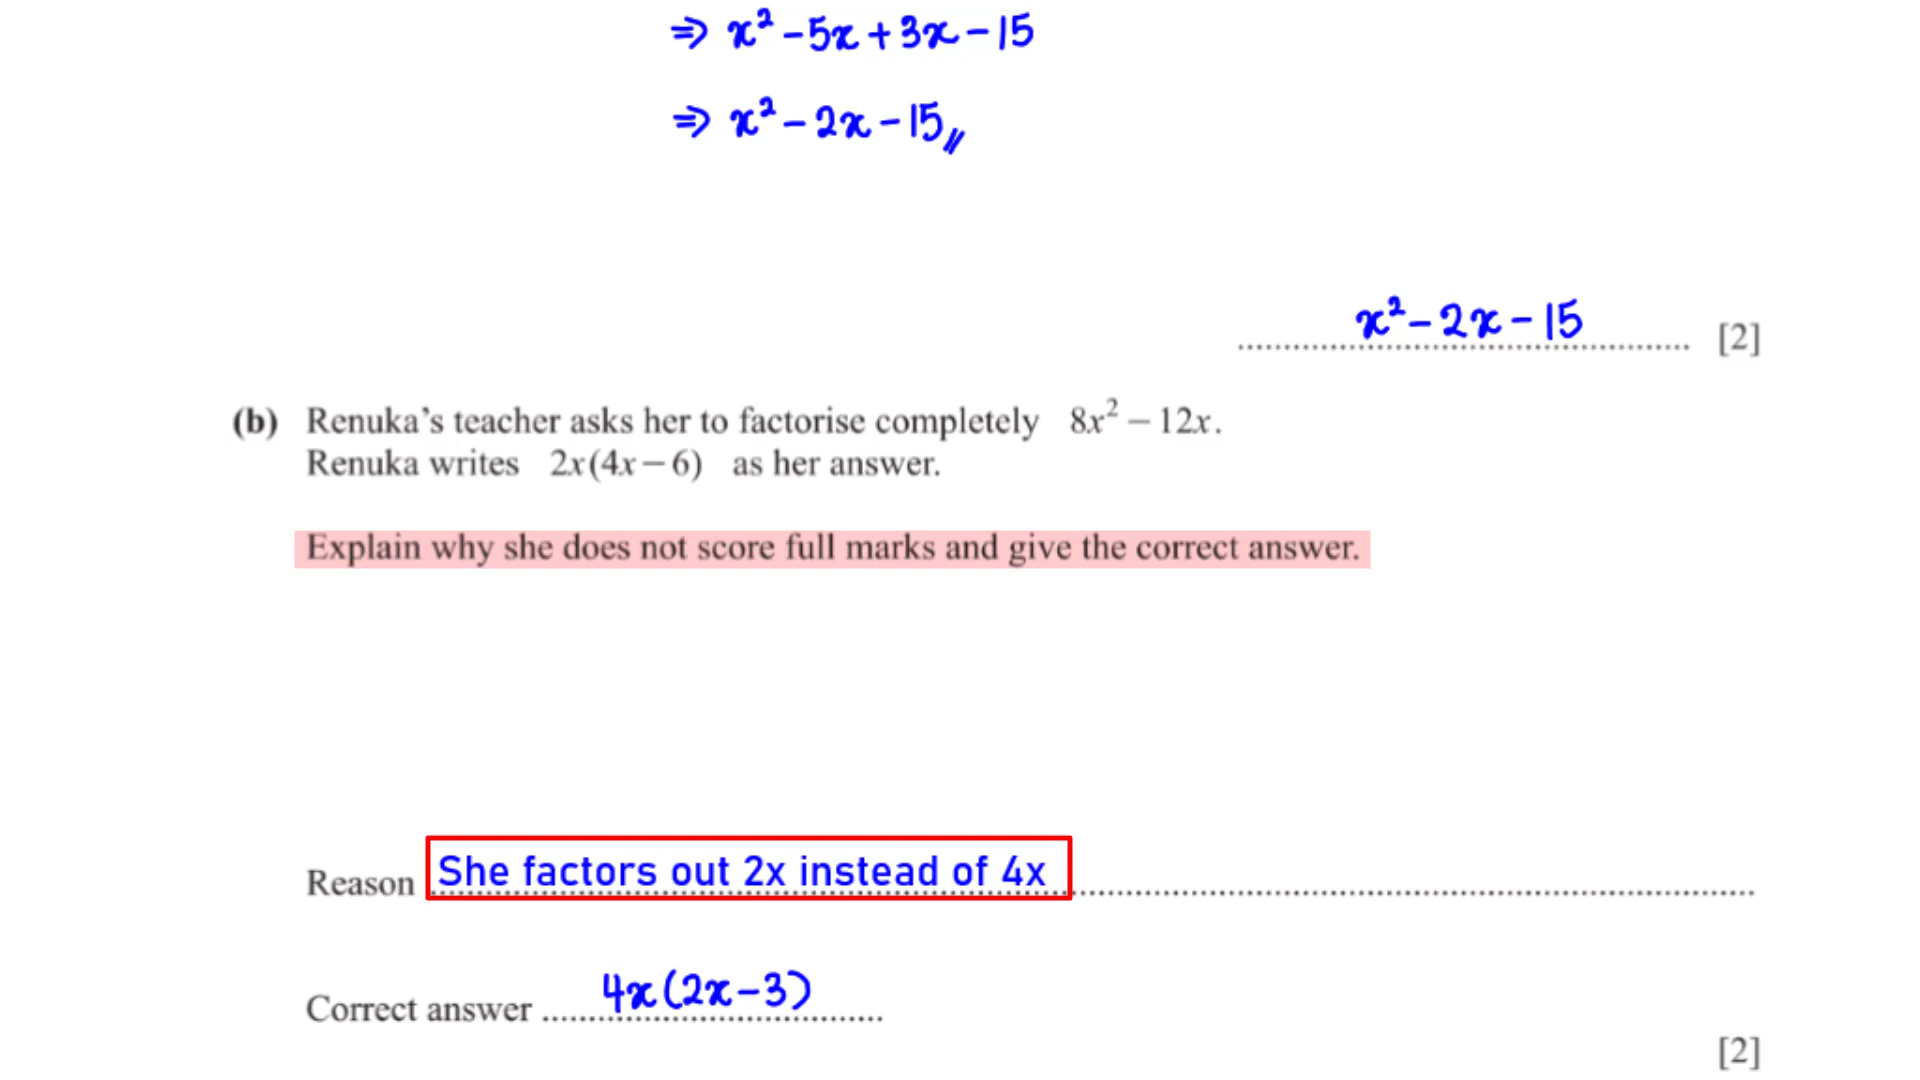 ⇒ x² - 5x + 3x - 15
⇒ x² - 2x - 15//
x² - 2x - 15 [2]
(b) Renuka's teacher asks her to factorise completely 8x² − 12x.
Renuka writes 2x(4x − 6) as her answer.
Explain why she does not score full marks and give the correct answer.
Reason She factors out 2x instead of 4x
Correct answer 4x(2x-3)
[2]